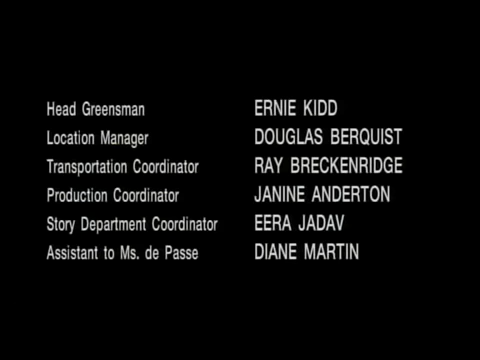 Head Greensman ERNIE KIDD
Location Manager DOUGLAS BERQUIST
Transportation Coordinator RAY BRECKENRIDGE
Production Coordinator JANINE ANDERTON
Story Department Coordinator EERA JADAV
Assistant to Ms. de Passe DIANE MARTIN